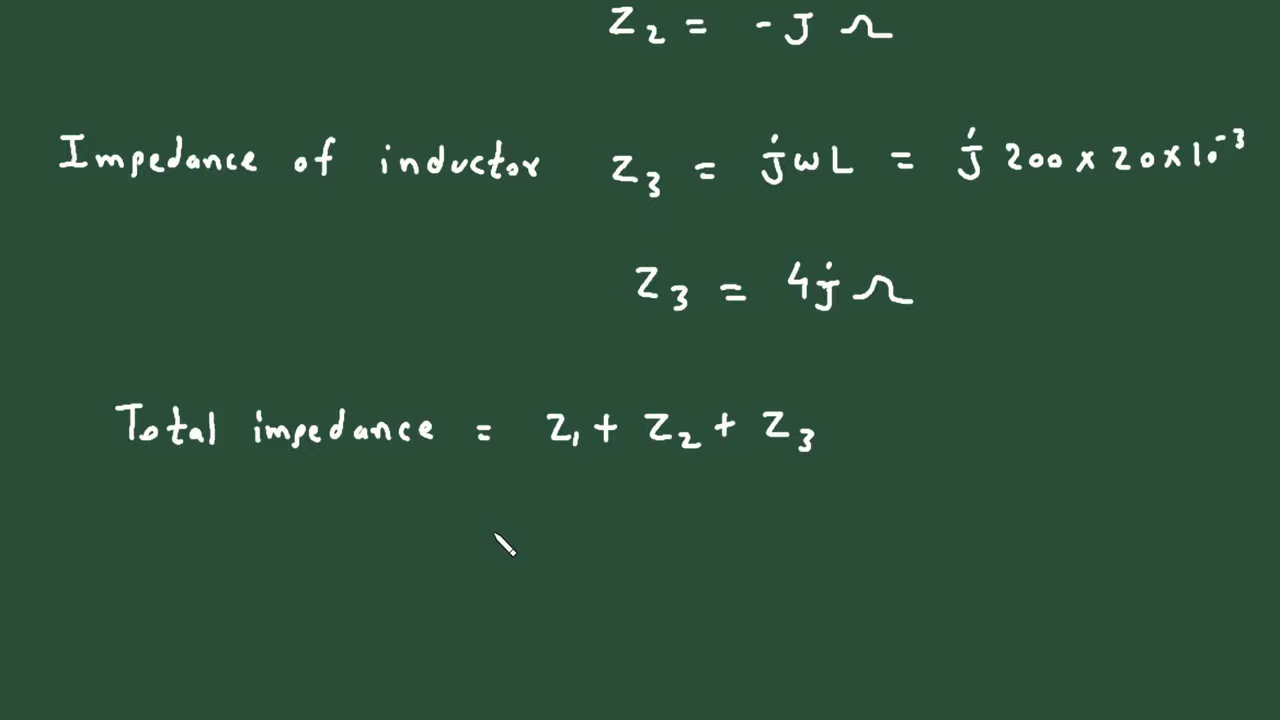 Z₂ = -J Ω
Impedance of inductor Z₃ = jωL = j 200 × 20 × 10⁻³
Z₃ = 4j Ω
Total impedance = Z₁ + Z₂ + Z₃